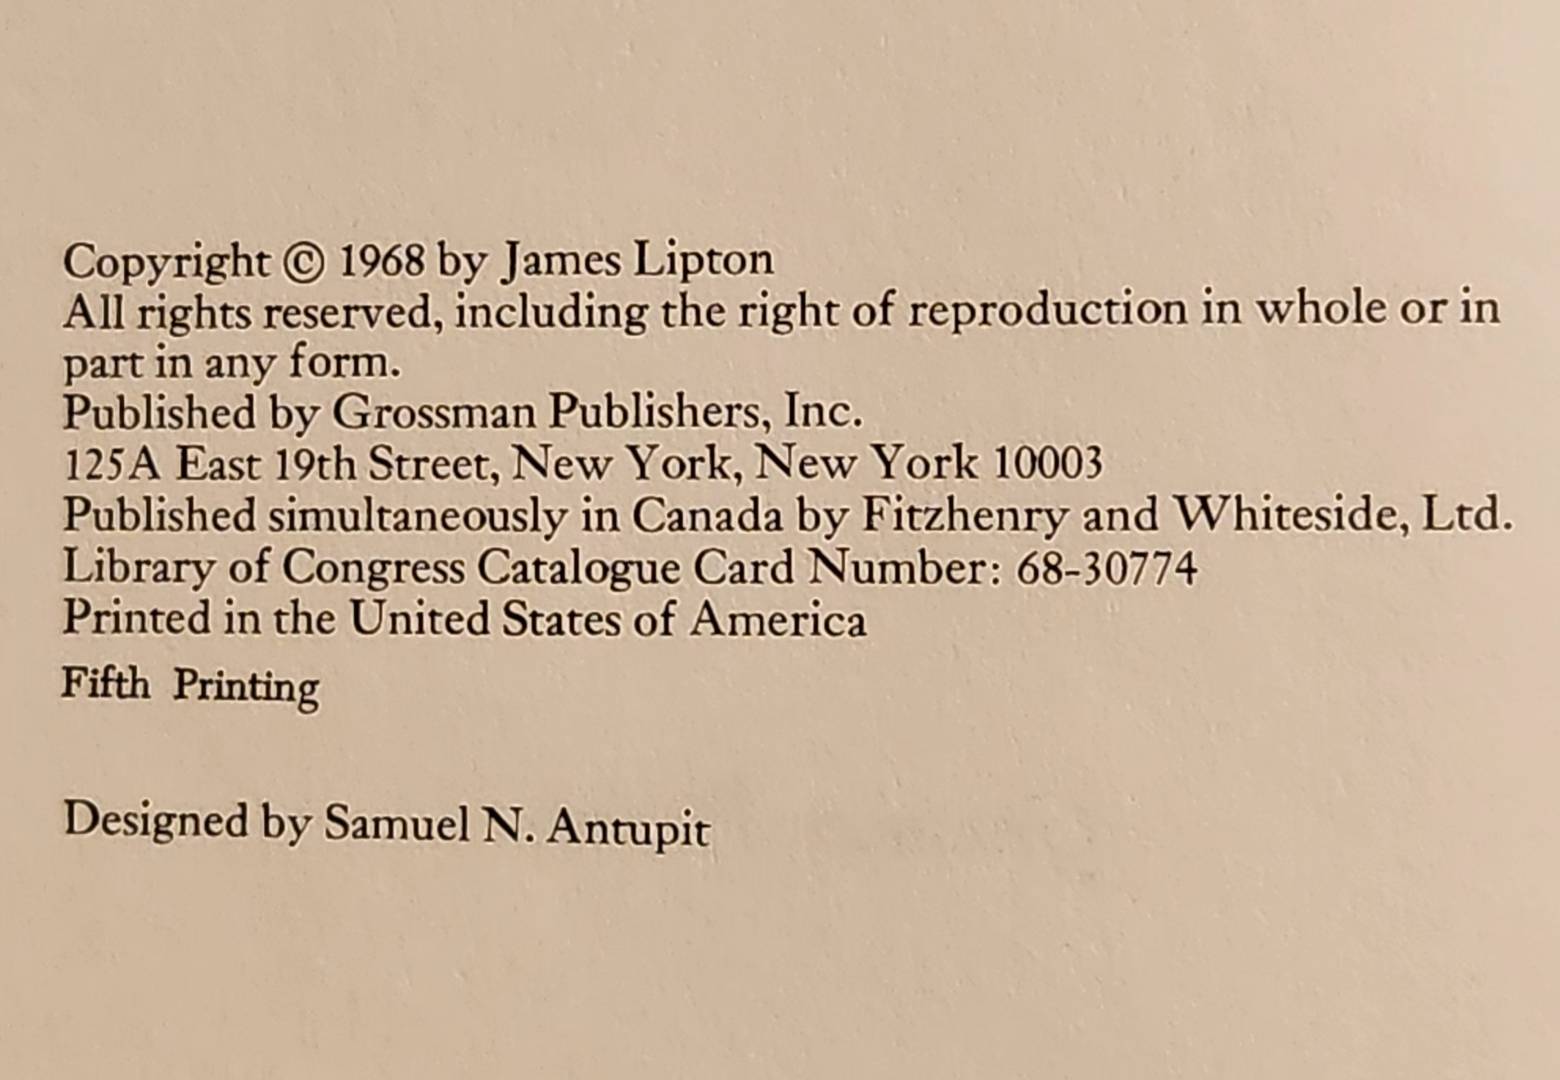 Copyright © 1968 by James Lipton
All rights reserved, including the right of reproduction in whole or in
part in any form.
Published by Grossman Publishers, Inc.
125A East 19th Street, New York, New York 10003
Published simultaneously in Canada by Fitzhenry and Whiteside, Ltd.
Library of Congress Catalogue Card Number: 68-30774
Printed in the United States of America
Fifth Printing
Designed by Samuel N. Antupit